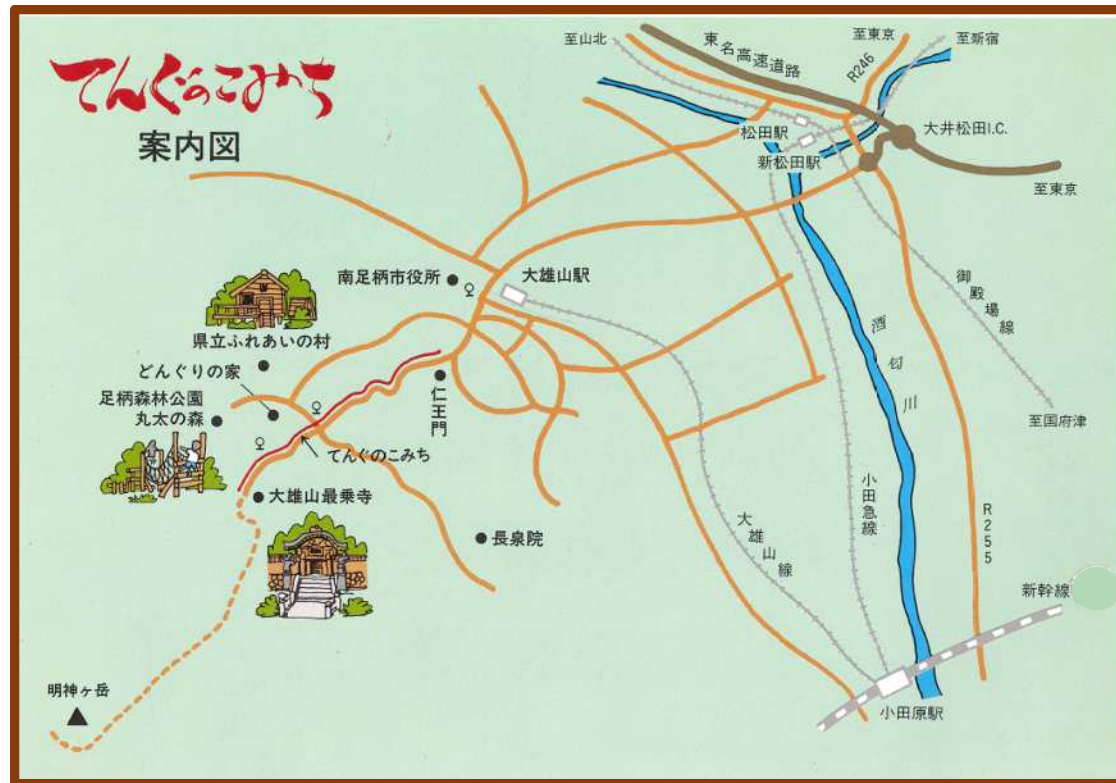 てんぐのこみち
案内図
至山北
東名高速道路
至東京
R246
至新宿
松田駅
新松田駅
大井松田I.C.
至東京
南足柄市役所
大雄山駅
御殿場線
県立ふれあいの村
どんぐりの家
足柄森林公園
丸太の森
仁王門
酒匂川
至国府津
てんぐのこみち
大雄山最乗寺
長泉院
大雄山線
小田急線
R255
新幹線
明神ヶ岳
小田原駅